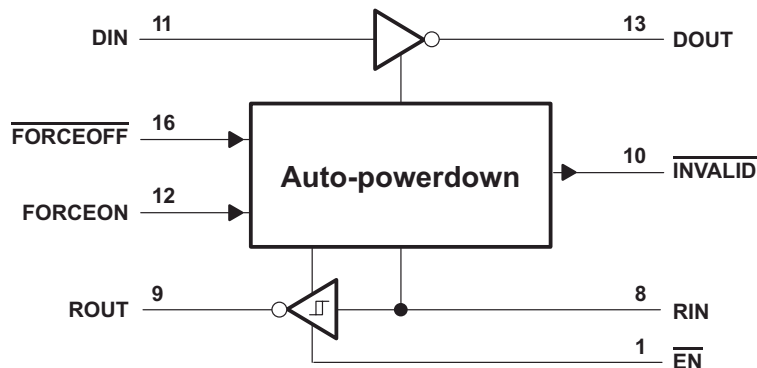 DIN 11 13 DOUT
FORCEOFF 16
Auto-powerdown
10 INVALID
FORCEON 12
ROUT 9 8 RIN
1 EN